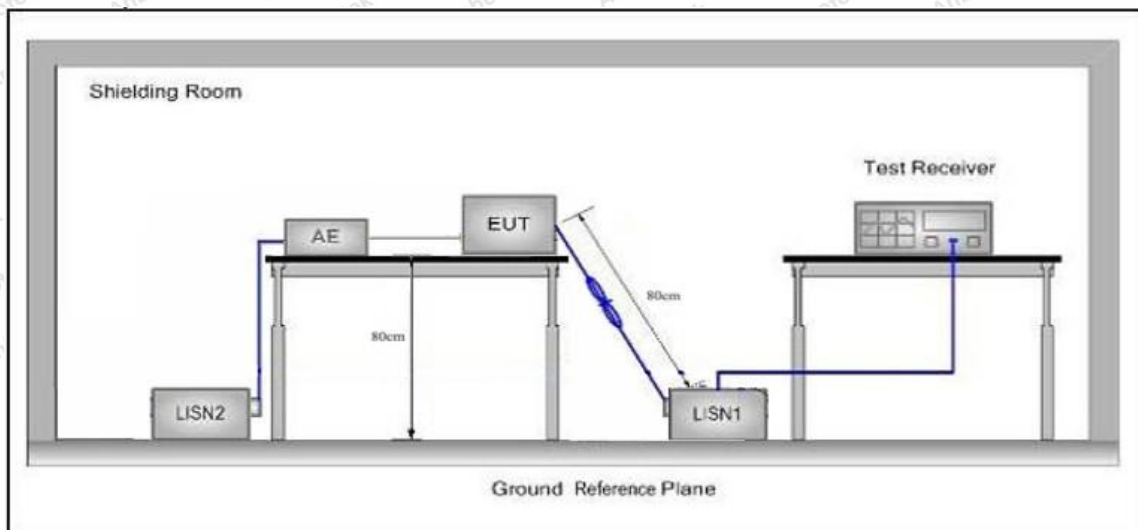 Shielding Room
Test Receiver
EUT
AE
80cm
80cm
LISN2
LISN1
Ground Reference Plane